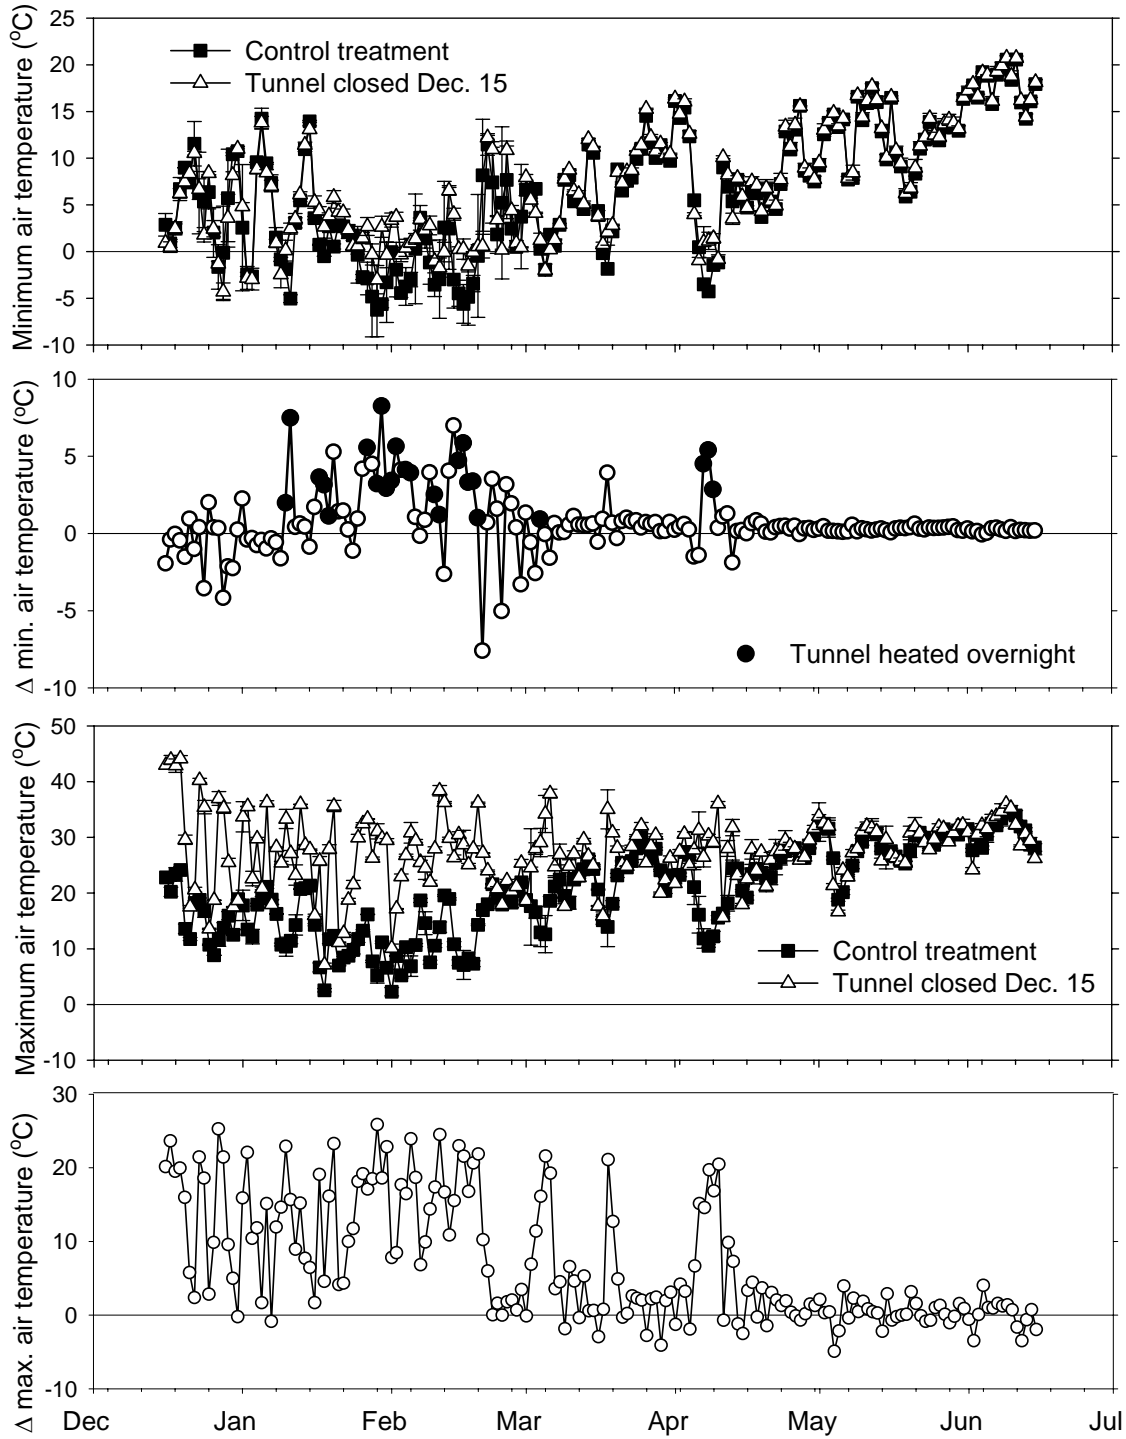 Minimum air temperature (°C)
25
20
15
10
5
0
-5
-10
Control treatment
Tunnel closed Dec. 15
Δ min. air temperature (°C)
10
5
0
-5
-10
Tunnel heated overnight
Maximum air temperature (°C)
50
40
30
20
10
0
-10
Control treatment
Tunnel closed Dec. 15
Δ max. air temperature (°C)
30
20
10
0
-10
Dec Jan Feb Mar Apr May Jun Jul